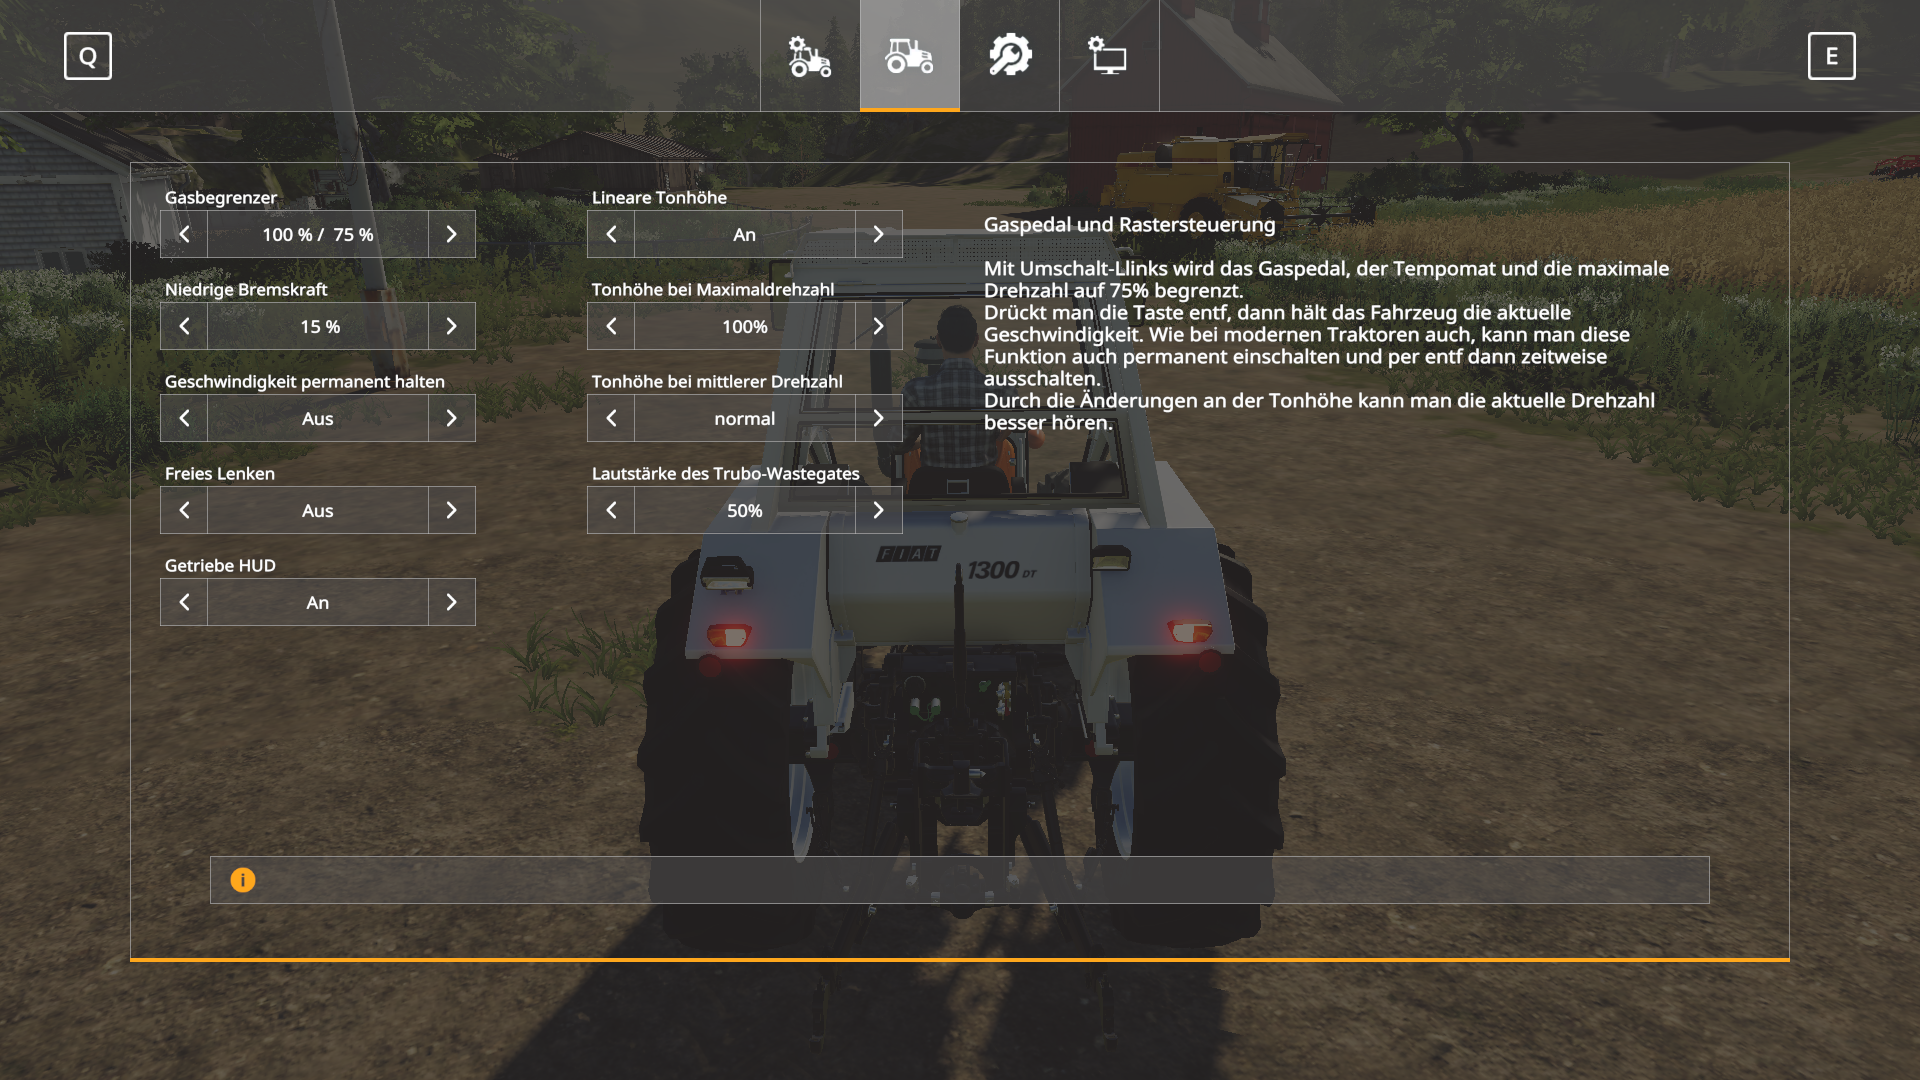 Q
E
Gasbegrenzer
100 % / 75 %
Niedrige Bremskraft
15 %
Geschwindigkeit permanent halten
Aus
Freies Lenken
Aus
Getriebe HUD
An
Lineare Tonhöhe
An
Tonhöhe bei Maximaldrehzahl
100%
Tonhöhe bei mittlerer Drehzahl
normal
Lautstärke des Trubo-Wastegates
50%
Gaspedal und Rastersteuerung
Mit Umschalt-Llinks wird das Gaspedal, der Tempomat und die maximale
Drehzahl auf 75% begrenzt.
Drückt man die Taste entf, dann hält das Fahrzeug die aktuelle
Geschwindigkeit. Wie bei modernen Traktoren auch, kann man diese
Funktion auch permanent einschalten und per entf dann zeitweise
ausschalten.
Durch die Änderungen an der Tonhöhe kann man die aktuelle Drehzahl
besser hören.
FIAT
1300 DT
i